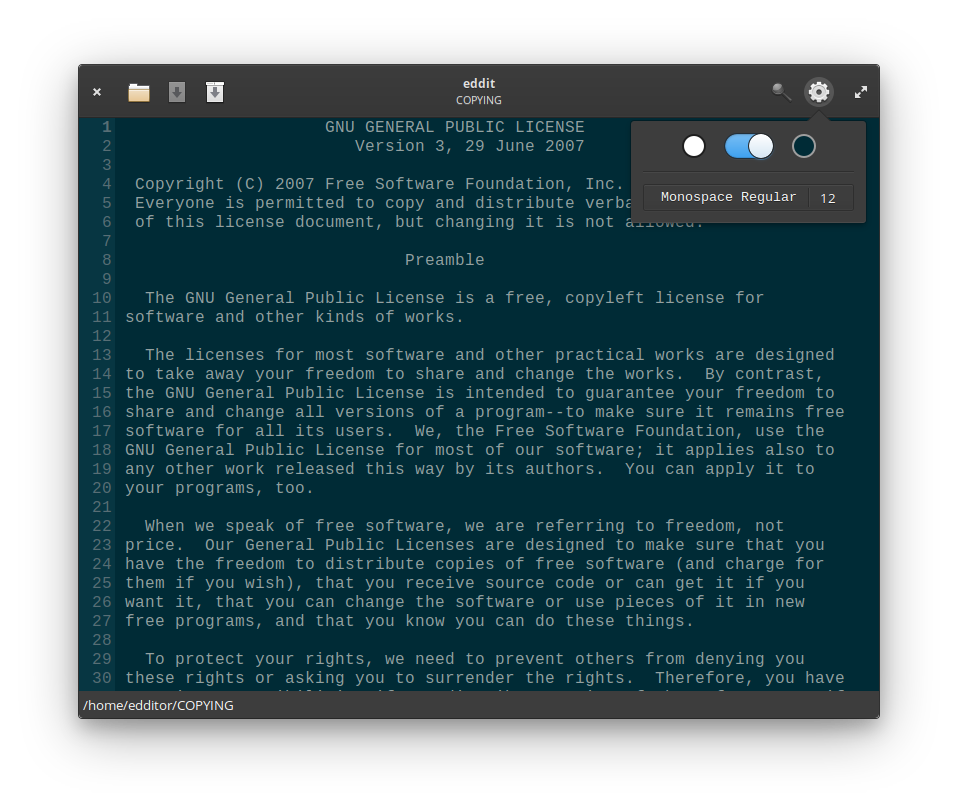 eddit
COPYING
Monospace Regular 12
1 GNU GENERAL PUBLIC LICENSE
2 Version 3, 29 June 2007
3
4 Copyright (C) 2007 Free Software Foundation, Inc.
5 Everyone is permitted to copy and distribute verba
6 of this license document, but changing it is not allowed.
7
8 Preamble
9
10 The GNU General Public License is a free, copyleft license for
11 software and other kinds of works.
12
13 The licenses for most software and other practical works are designed
14 to take away your freedom to share and change the works.  By contrast,
15 the GNU General Public License is intended to guarantee your freedom to
16 share and change all versions of a program--to make sure it remains free
17 software for all its users.  We, the Free Software Foundation, use the
18 GNU General Public License for most of our software; it applies also to
19 any other work released this way by its authors.  You can apply it to
20 your programs, too.
21
22 When we speak of free software, we are referring to freedom, not
23 price.  Our General Public Licenses are designed to make sure that you
24 have the freedom to distribute copies of free software (and charge for
25 them if you wish), that you receive source code or can get it if you
26 want it, that you can change the software or use pieces of it in new
27 free programs, and that you know you can do these things.
28
29 To protect your rights, we need to prevent others from denying you
30 these rights or asking you to surrender the rights.  Therefore, you have
/home/edditor/COPYING